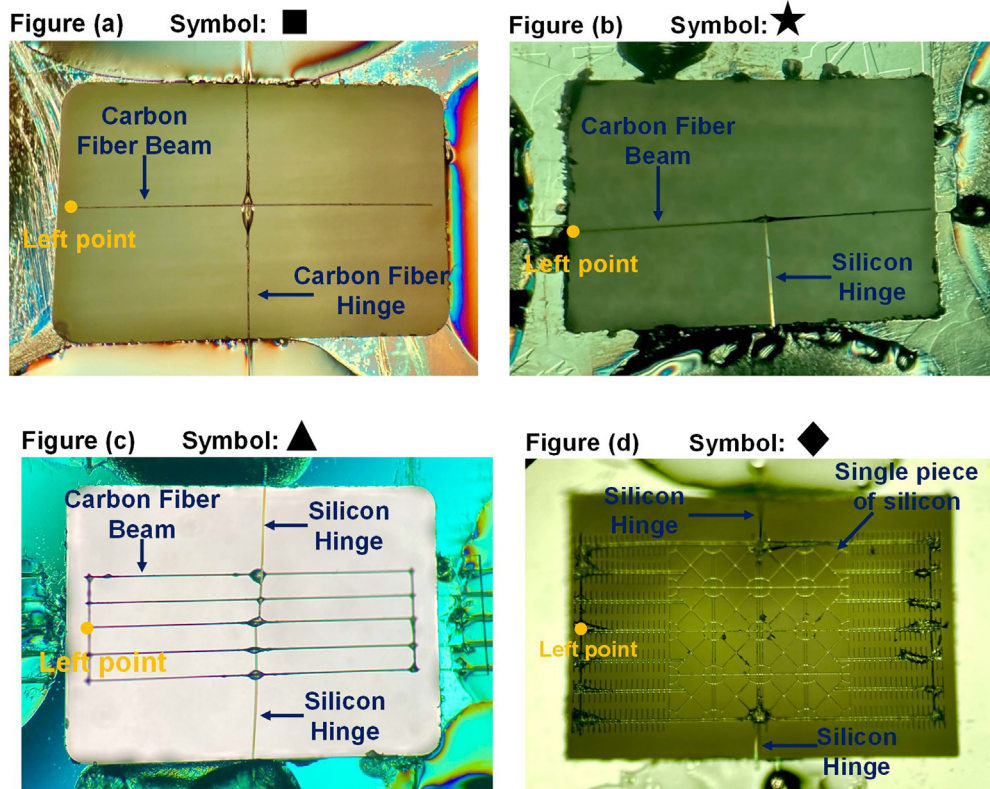 Figure (a) Symbol: ■
Carbon
Fiber Beam
Left point
Carbon Fiber
Hinge
Figure (b) Symbol: ★
Carbon Fiber
Beam
Left point
Silicon
Hinge
Figure (c) Symbol: ▲
Carbon Fiber
Beam
Silicon
Hinge
Left point
Silicon
Hinge
Figure (d) Symbol: ◆
Single piece
of silicon
Silicon
Hinge
Left point
Silicon
Hinge